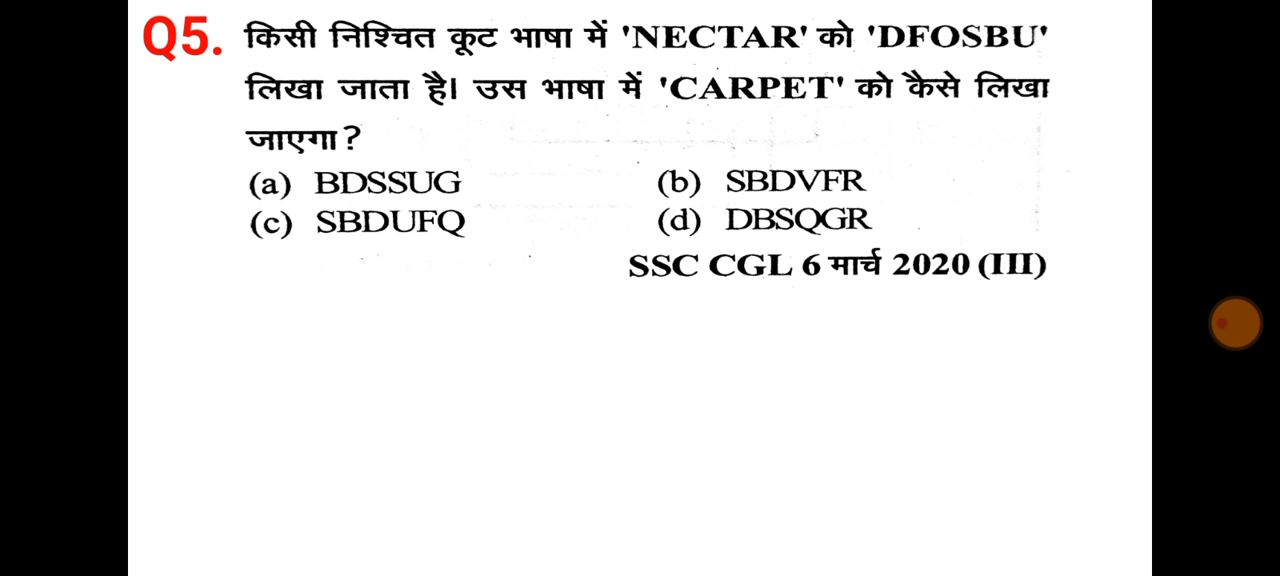 Q5. किसी निश्चित कूट भाषा में 'NECTAR' को 'DFOSBU'
लिखा जाता है। उस भाषा में 'CARPET' को कैसे लिखा
जाएगा?
(a) BDSSUG (b) SBDVFR
(c) SBDUFQ (d) DBSQGR
SSC CGL 6 मार्च 2020 (III)